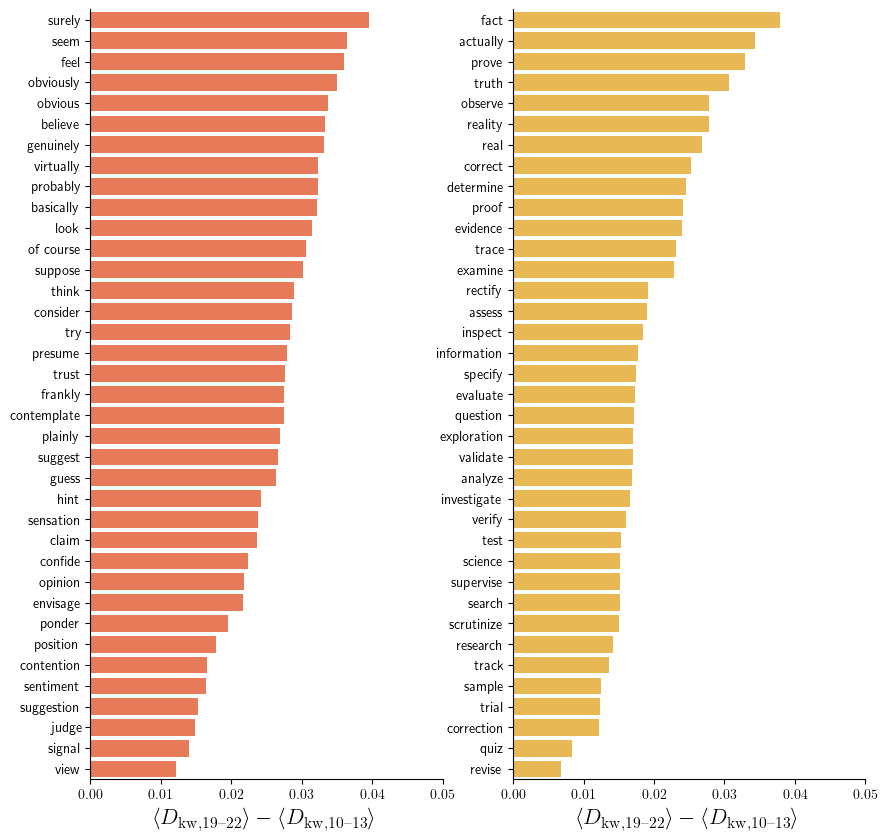 surely
seem
feel
obviously
obvious
believe
genuinely
virtually
probably
basically
look
of course
suppose
think
consider
try
presume
trust
frankly
contemplate
plainly
suggest
guess
hint
sensation
claim
confide
opinion
envisage
ponder
position
contention
sentiment
suggestion
judge
signal
view
0.00 0.01 0.02 0.03 0.04 0.05
⟨D_kw,19–22⟩ − ⟨D_kw,10–13⟩
fact
actually
prove
truth
observe
reality
real
correct
determine
proof
evidence
trace
examine
rectify
assess
inspect
information
specify
evaluate
question
exploration
validate
analyze
investigate
verify
test
science
supervise
search
scrutinize
research
track
sample
trial
correction
quiz
revise
0.00 0.01 0.02 0.03 0.04 0.05
⟨D_kw,19–22⟩ − ⟨D_kw,10–13⟩